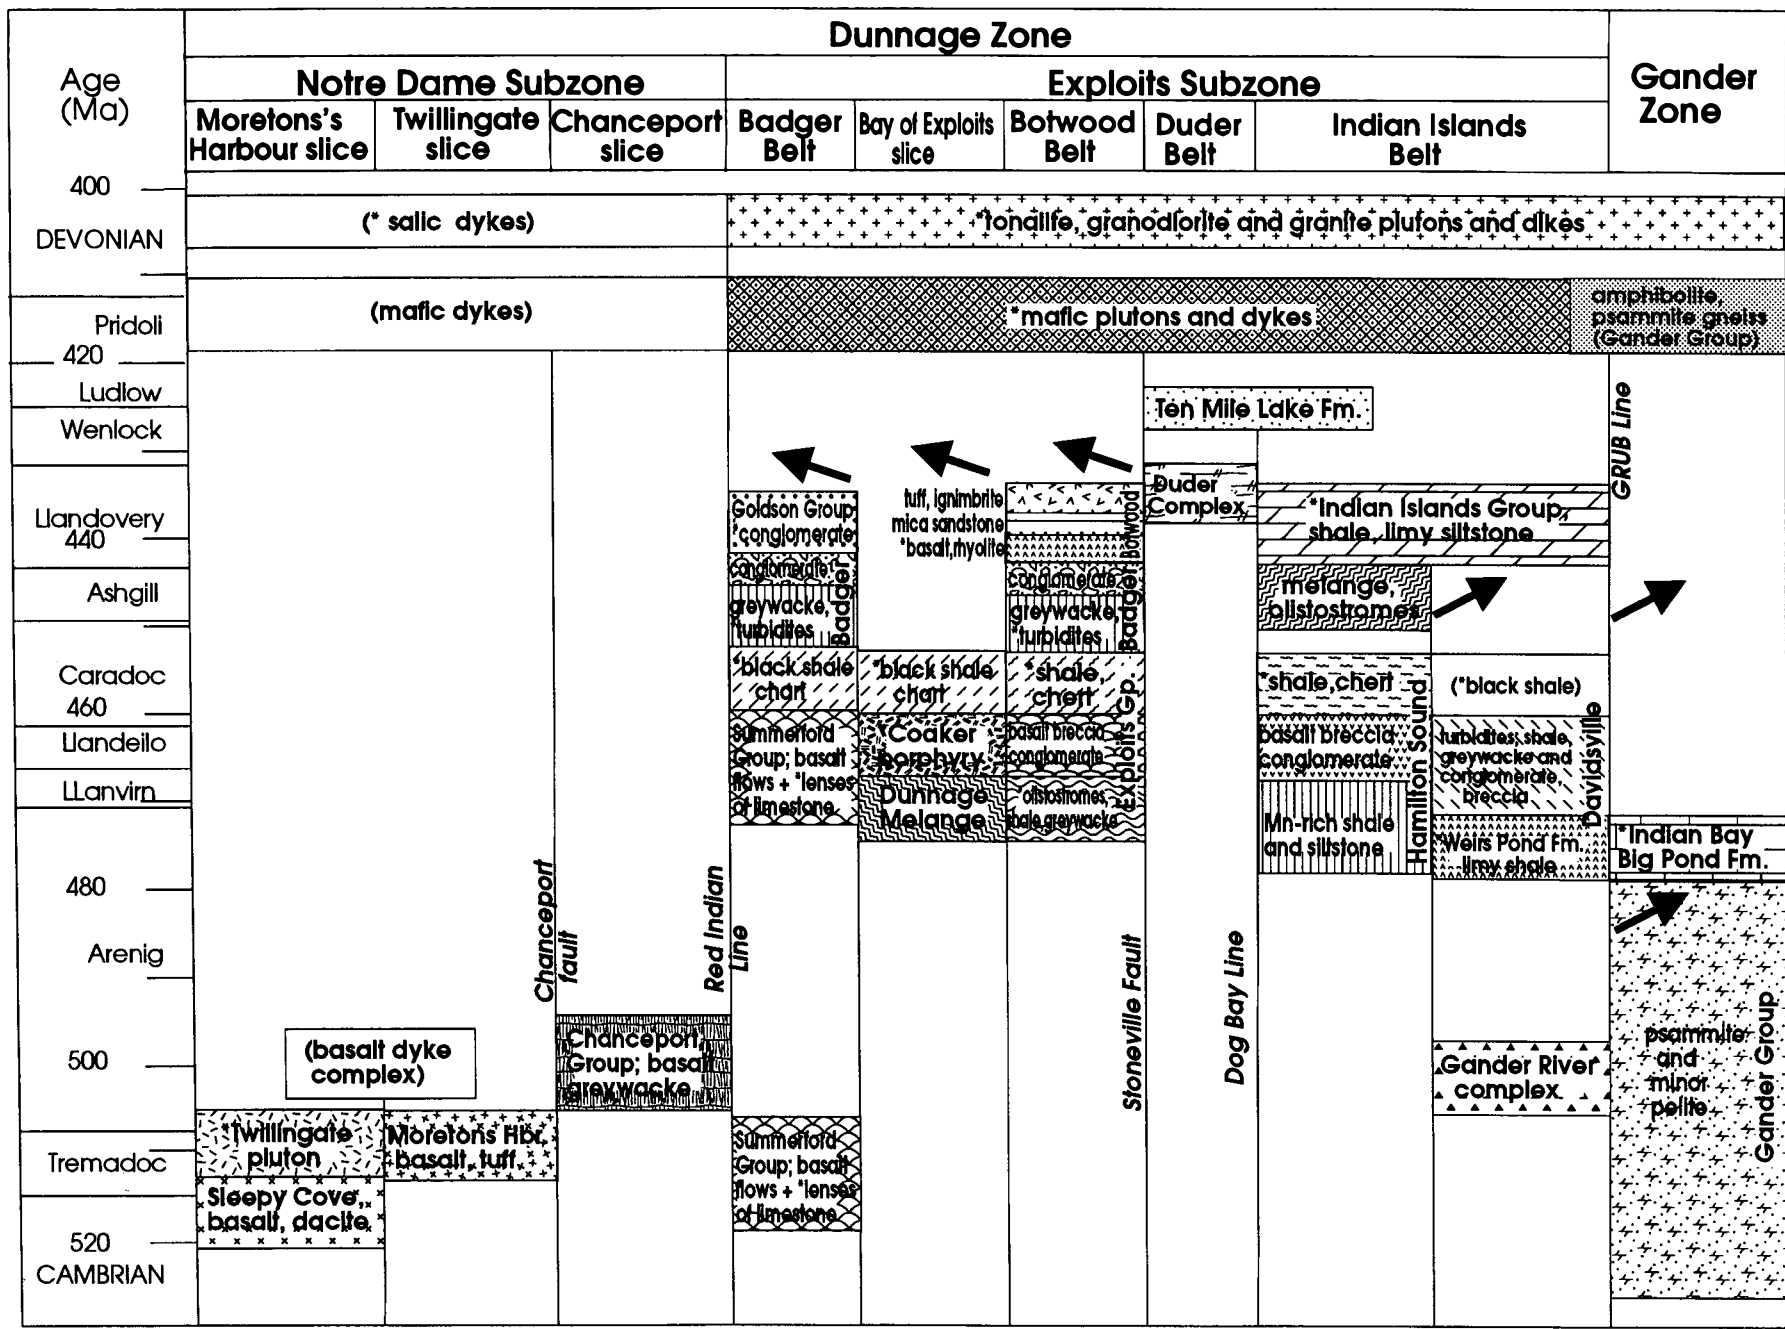 Dunnage Zone
Age
(Ma)
Notre Dame Subzone
Exploits Subzone
Gander
Zone
Moretons's
Harbour slice
Twillingate
slice
Chanceport
slice
Badger
Belt
Bay of Exploits
slice
Botwood
Belt
Duder
Belt
Indian Islands
Belt
400
DEVONIAN
(* salic dykes)
*tonalite, granodiorite and granite plutons and dikes
Pridoli
420
(mafic dykes)
*mafic plutons and dykes
amphibolite,
psammite gneiss
(Gander Group)
Ludlow
Wenlock
Ten Mile Lake Fm.
GRUB Line
Llandovery
440
Goldson Group
*conglomerate
tuff, ignimbrite
mica sandstone
*basalt,rhyolite
Botwood
Duder
Complex
*Indian Islands Group,
shale, limy siltstone
Ashgill
conglomerate
greywacke,
*turbidites
Badger
conglomerate
greywacke,
*turbidites
Badger
melange,
olistostromes
Caradoc
460
*black shale
chart
*black shale
chart
*shale,
chert
*shale,chert
(*black shale)
Llandeilo
LLanvirn
Summerford
Group; basalt
flows + *lenses
of limestone
*Coaker
porphyry
Dunnage
Melange
basalt breccia
conglomerate
*olistostromes,
shale,greywacke
Exploits Gp.
basalt breccia
conglomerate
Mn-rich shale
and siltstone
Hamilton Sound
turbidites, shale,
greywacke and
conglomerate,
breccia
Weirs Pond Fm.
limy shale
Davidsville
*Indian Bay
Big Pond Fm.
480
Arenig
Chanceport
fault
Red Indian
Line
Stoneville Fault
Dog Bay Line
500
(basalt dyke
complex)
Chanceport
Group; basalt
greywacke
Gander River
complex
psammite
and
minor
pelite
Gander Group
Tremadoc
*Twillingate
pluton
Moretons Hbr.
basalt, tuff
Summerford
Group; basalt
flows + *lenses
of limestone
Sleepy Cove,
basalt, dacite
520
CAMBRIAN